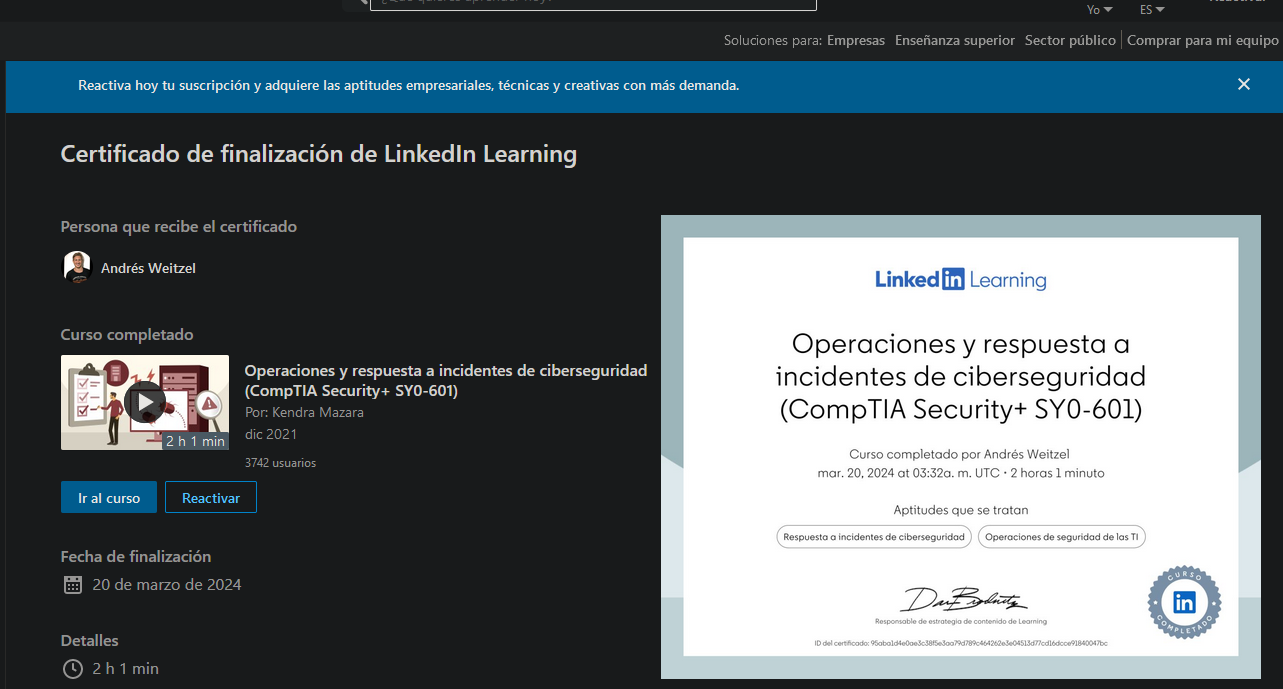 Yo
ES
Soluciones para: Empresas Enseñanza superior Sector público Comprar para mi equipo
Reactiva hoy tu suscripción y adquiere las aptitudes empresariales, técnicas y creativas con más demanda.
Certificado de finalización de LinkedIn Learning
Persona que recibe el certificado
Andrés Weitzel
Curso completado
2 h 1 min
Operaciones y respuesta a incidentes de ciberseguridad
(CompTIA Security+ SY0-601)
Por: Kendra Mazara
dic 2021
3742 usuarios
Ir al curso
Reactivar
Fecha de finalización
20 de marzo de 2024
Detalles
2 h 1 min
Linked in Learning
Operaciones y respuesta a
incidentes de ciberseguridad
(CompTIA Security+ SY0-601)
Curso completado por Andrés Weitzel
mar. 20, 2024 at 03:32a. m. UTC • 2 horas 1 minuto
Aptitudes que se tratan
Respuesta a incidentes de ciberseguridad
Operaciones de seguridad de las TI
Responsable de estrategia de contenido de Learning
CURSO
in
COMPLETADO
ID del certificado: